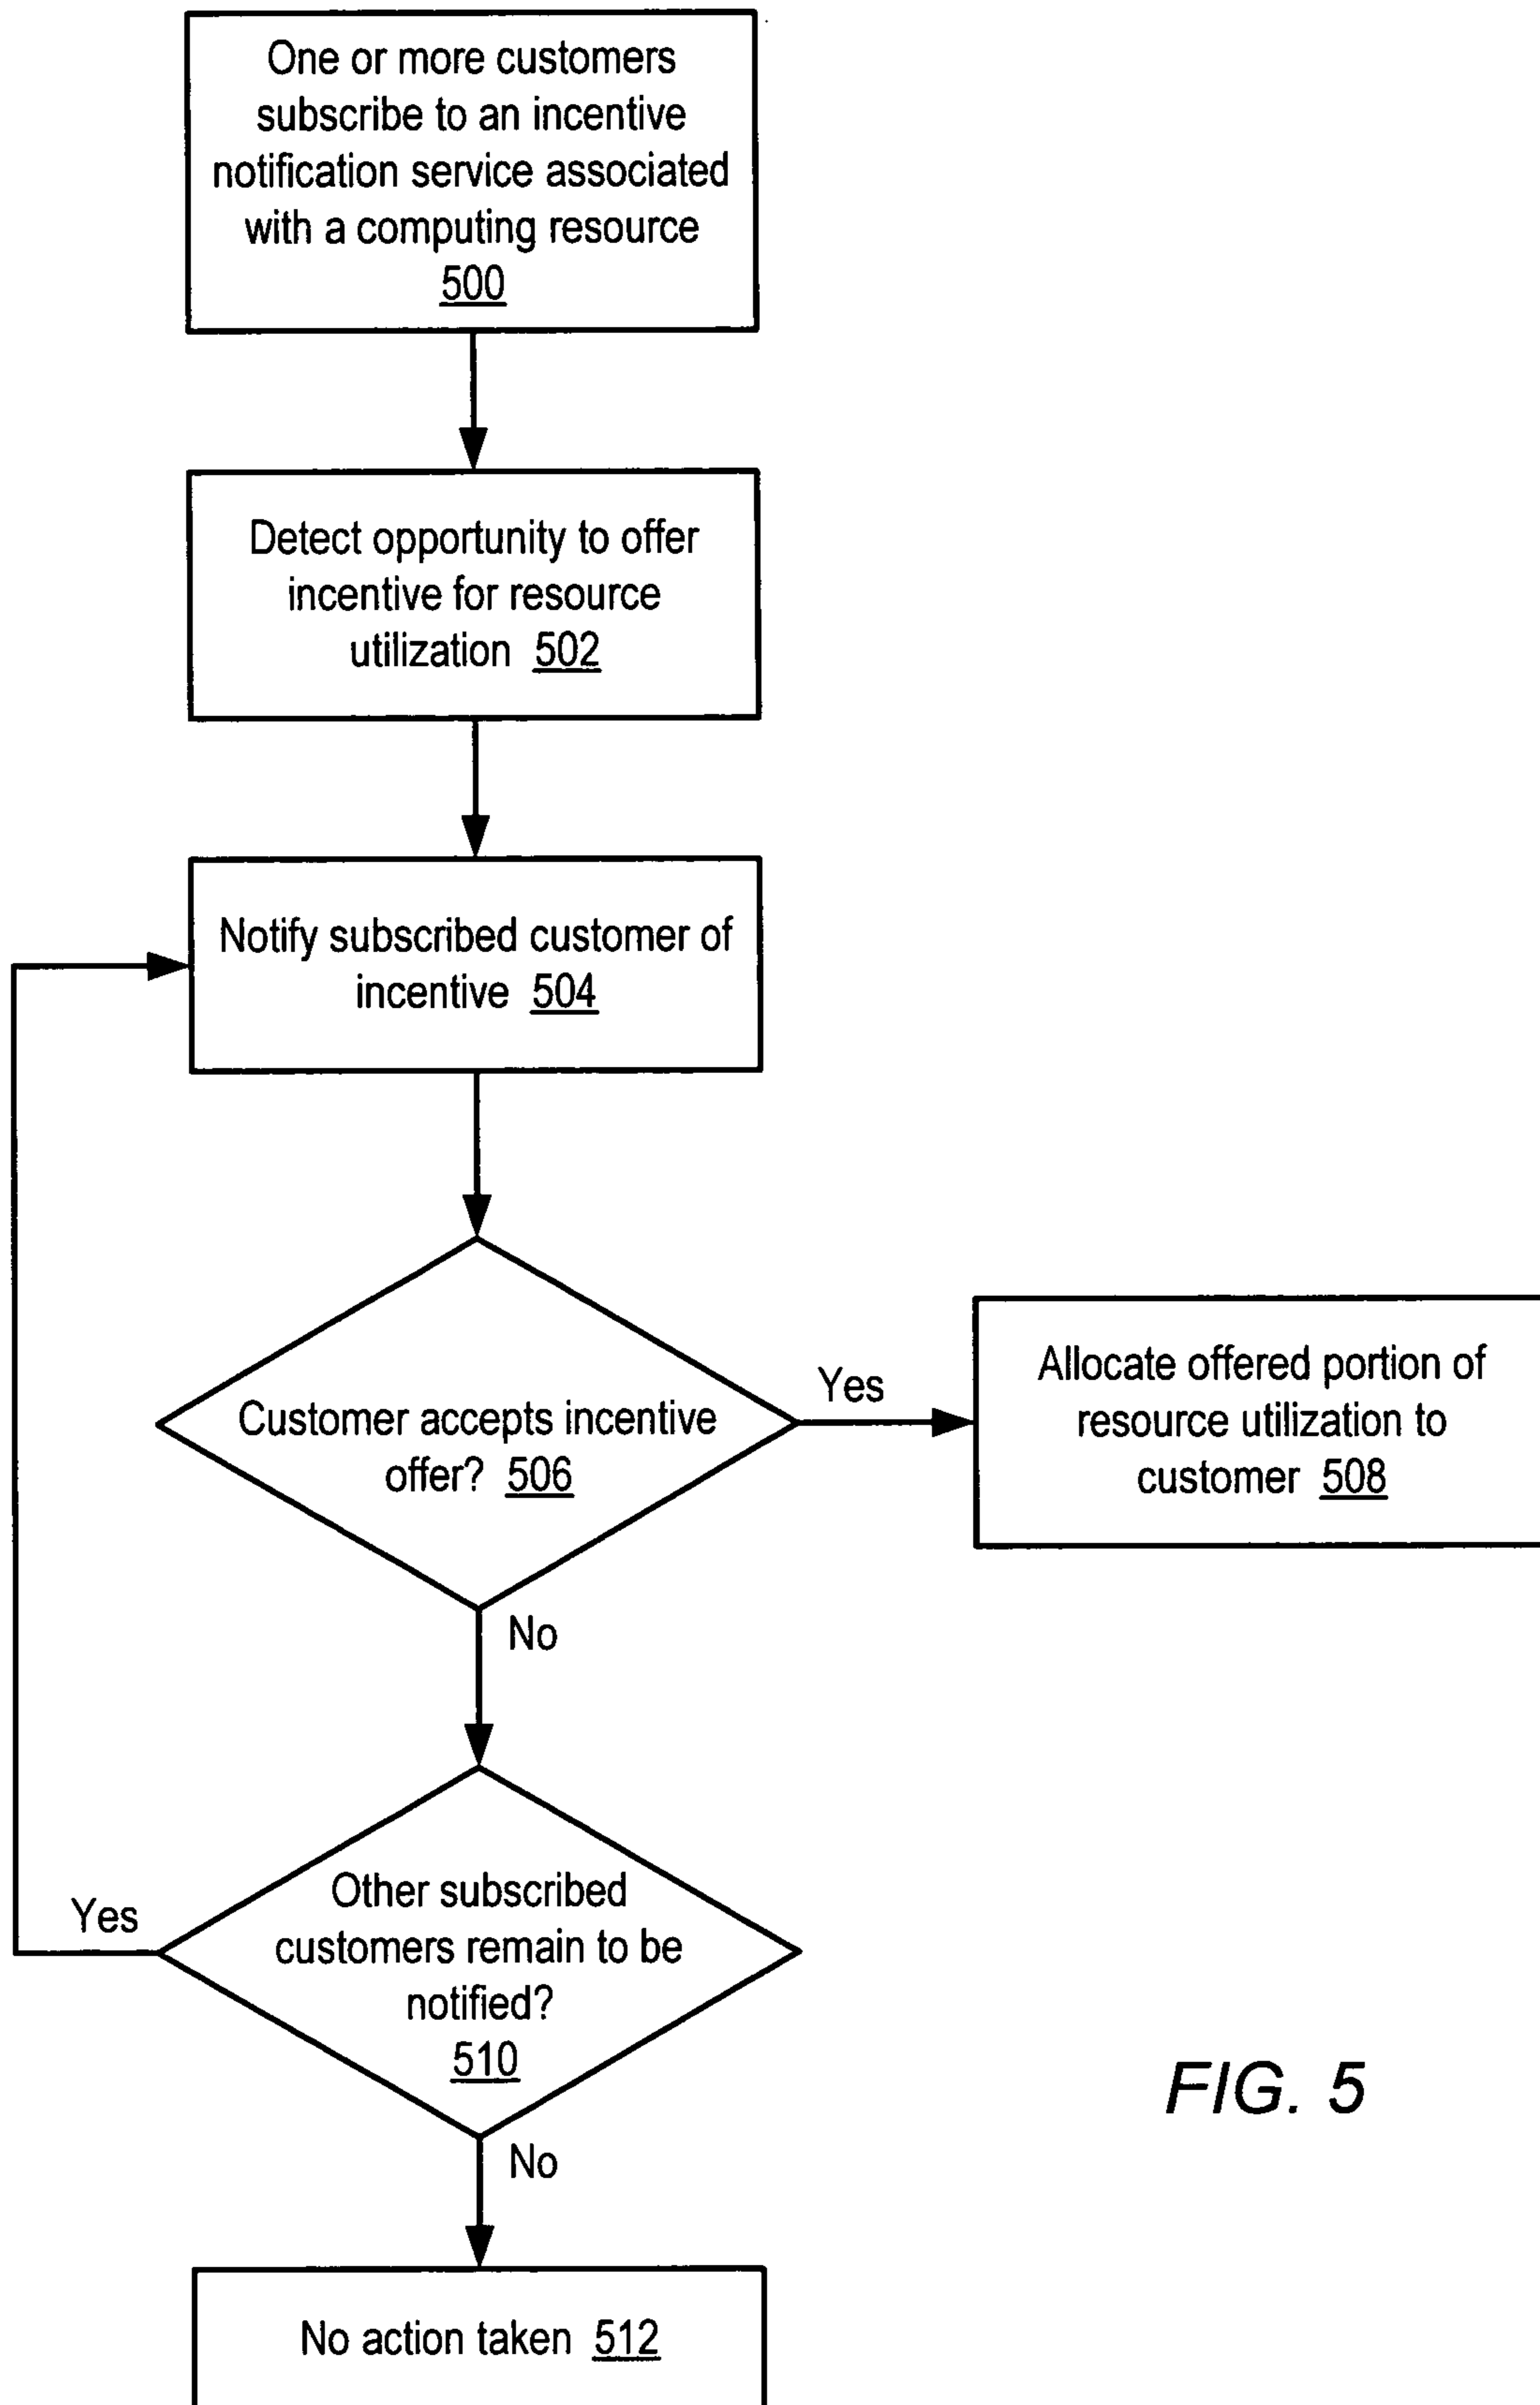 One or more customers
subscribe to an incentive
notification service associated
with a computing resource
500
Detect opportunity to offer
incentive for resource
utilization 502
Notify subscribed customer of
incentive 504
Customer accepts incentive
offer? 506
Yes
Allocate offered portion of
resource utilization to
customer 508
No
Other subscribed
customers remain to be
notified?
510
Yes
No
No action taken 512
FIG. 5